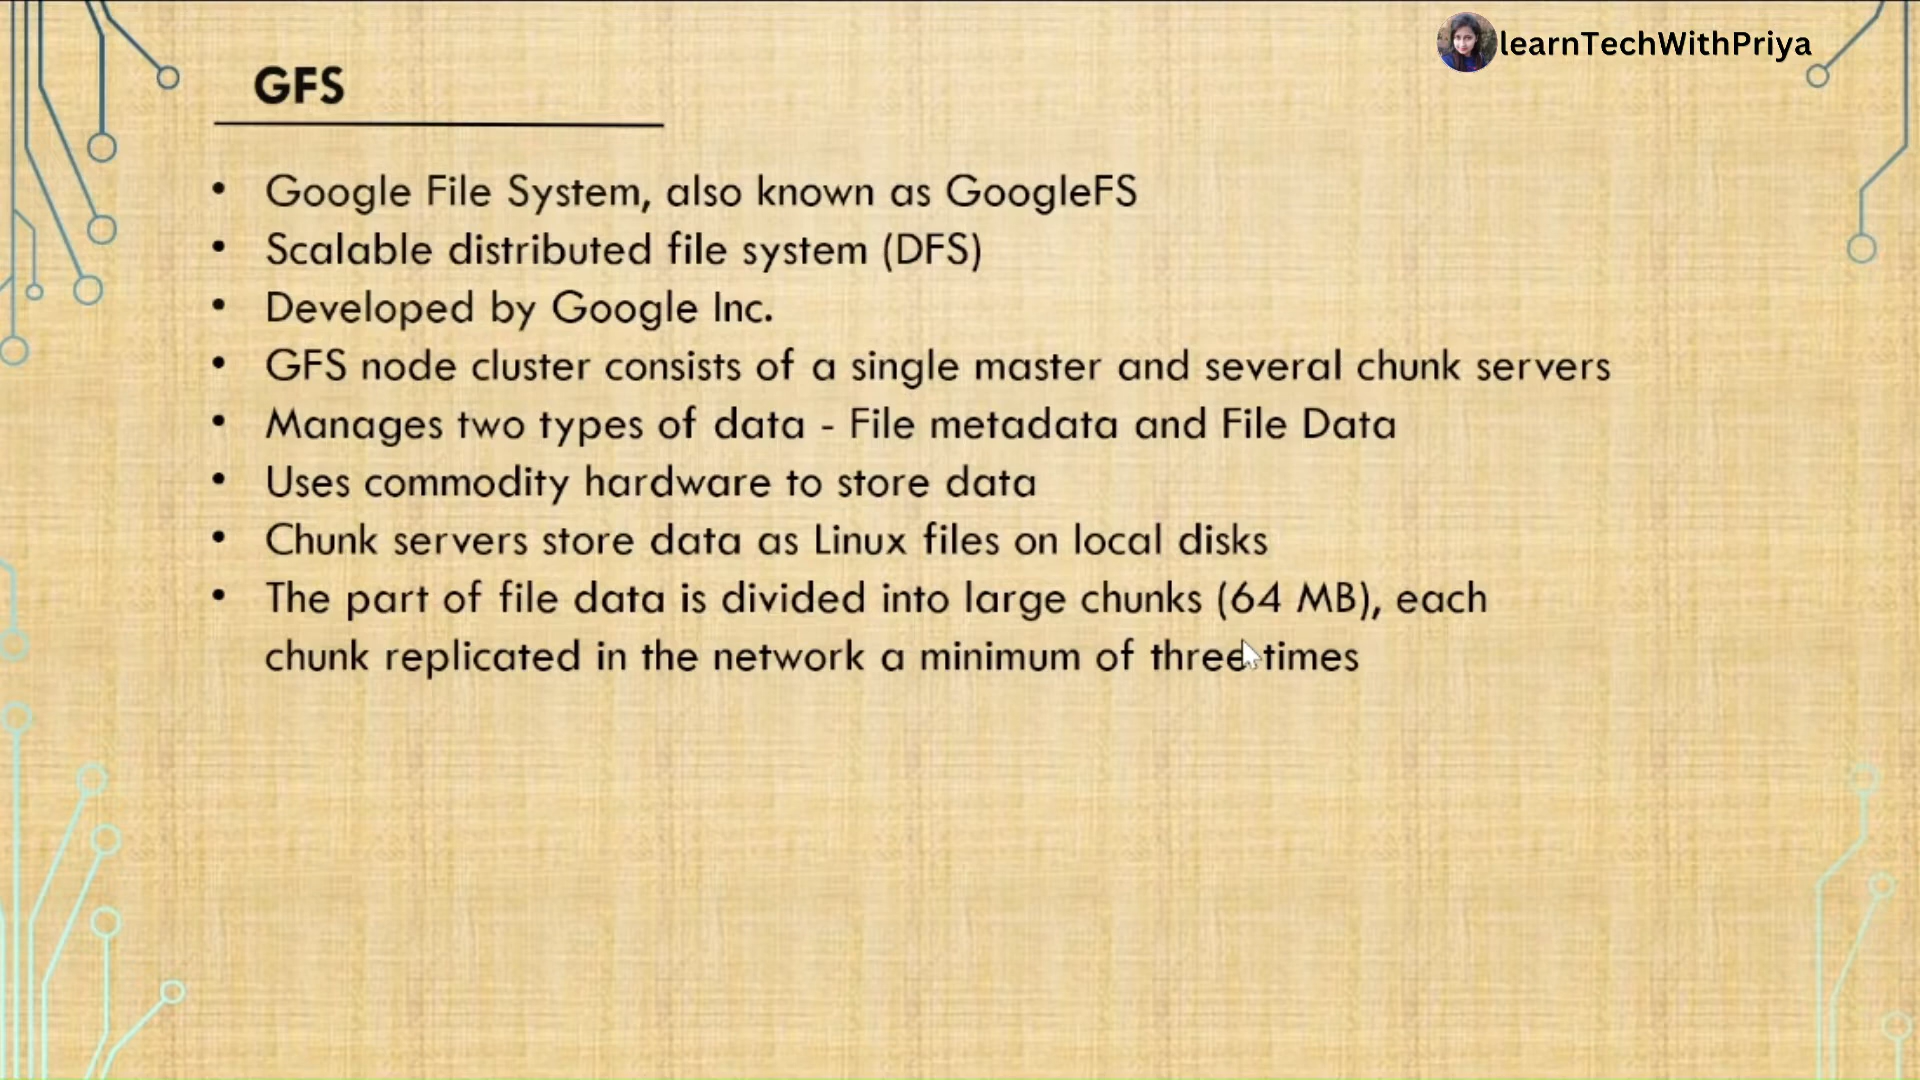 learnTechWithPriya
GFS
• Google File System, also known as GoogleFS
• Scalable distributed file system (DFS)
• Developed by Google Inc.
• GFS node cluster consists of a single master and several chunk servers
• Manages two types of data - File metadata and File Data
• Uses commodity hardware to store data
• Chunk servers store data as Linux files on local disks
• The part of file data is divided into large chunks (64 MB), each
chunk replicated in the network a minimum of three times